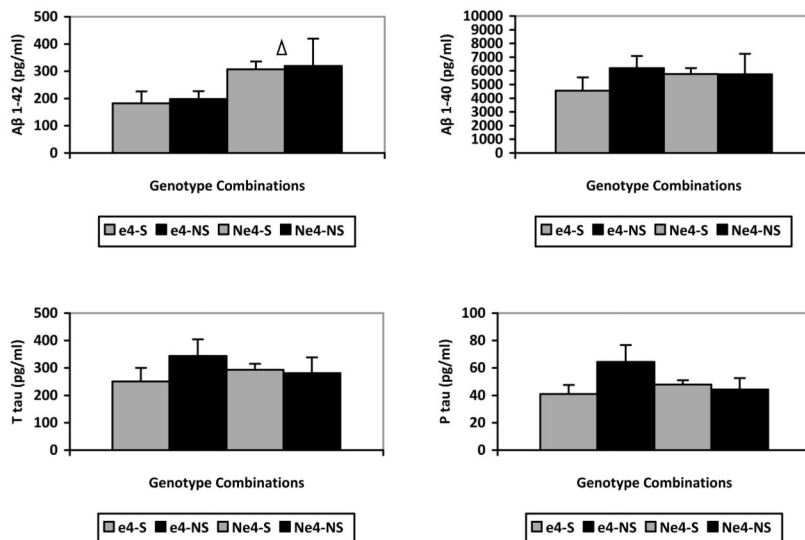 Aβ 1-42 (pg/ml)
500
400
300
200
100
0
Δ
Genotype Combinations
e4-S e4-NS Ne4-S Ne4-NS
Aβ 1-40 (pg/ml)
10000
9000
8000
7000
6000
5000
4000
3000
2000
1000
0
Genotype Combinations
e4-S e4-NS Ne4-S Ne4-NS
T tau (pg/ml)
500
400
300
200
100
0
Genotype Combinations
e4-S e4-NS Ne4-S Ne4-NS
P tau (pg/ml)
100
80
60
40
20
0
Genotype Combinations
e4-S e4-NS Ne4-S Ne4-NS